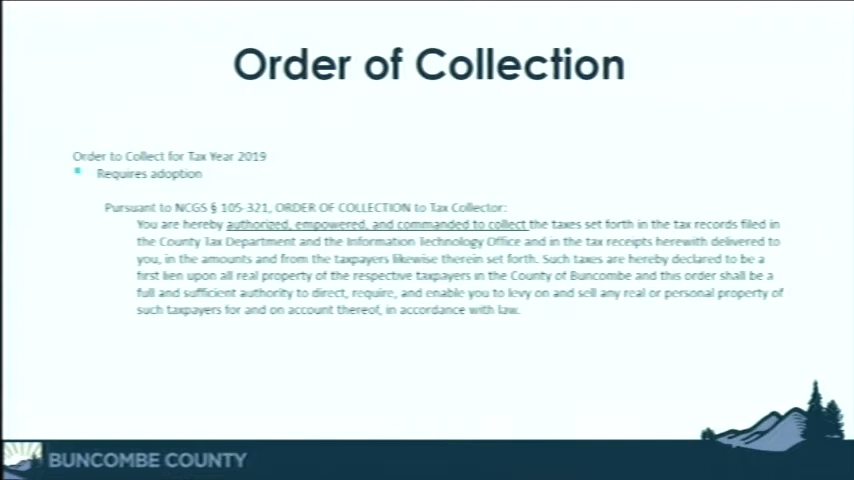 Order of Collection
Order to Collect for Tax Year 2019
Requires adoption
Pursuant to NCGS § 105-321, ORDER OF COLLECTION to Tax Collector:
You are hereby authorized, empowered, and commanded to collect the taxes set forth in the tax records filed in
the County Tax Department and the Information Technology Office and in the tax receipts herewith delivered to
you, in the amounts and from the taxpayers likewise therein set forth. Such taxes are hereby declared to be a
first lien upon all real property of the respective taxpayers in the County of Buncombe and this order shall be a
full and sufficient authority to direct, require, and enable you to levy on and sell any real or personal property of
such taxpayers for and on account thereof, in accordance with law.
BUNCOMBE COUNTY